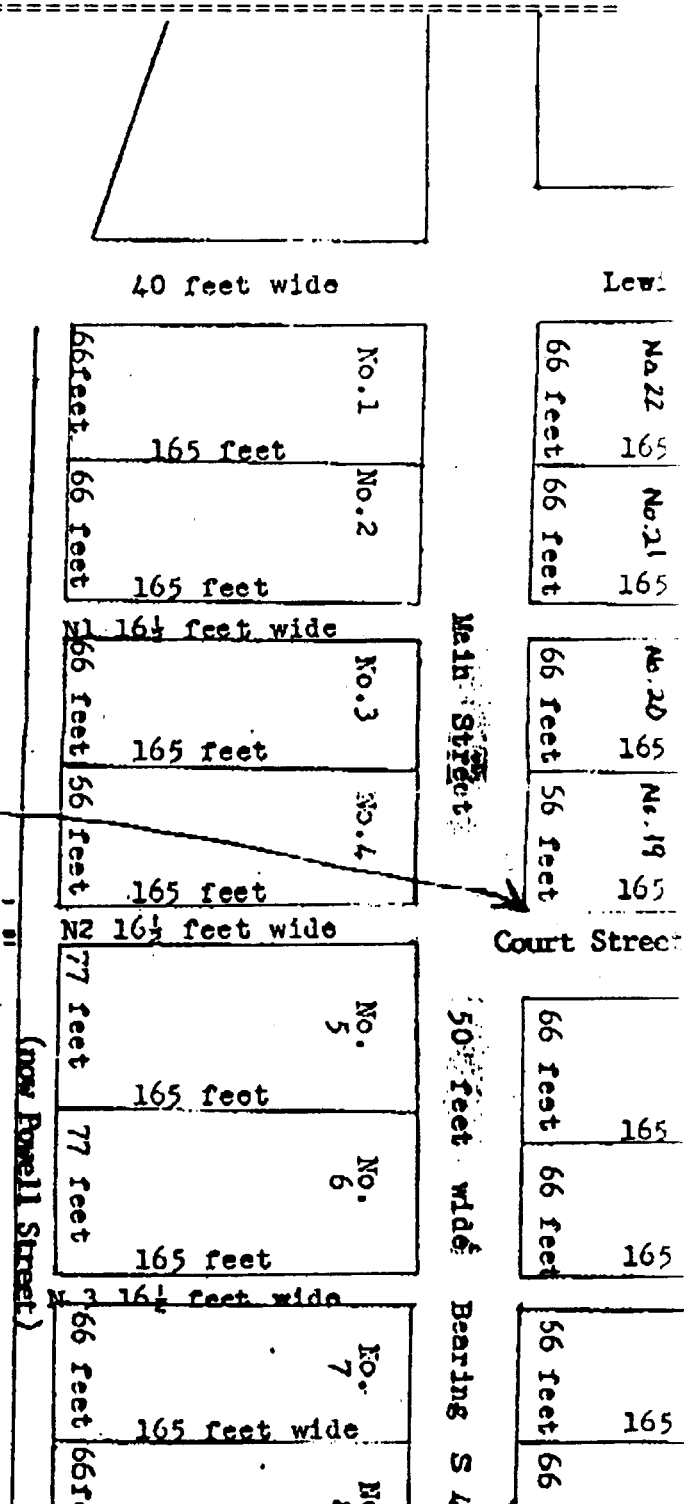 40 feet wide
66feet
No.1
165 feet
66 feet
No.2
165 feet
N1 16½ feet wide
66 feet
No.3
165 feet
56 feet
No.4
165 feet
N2 16½ feet wide
77 feet
No.
5
165 feet
77 feet
No.
6
165 feet
N 3 16½ feet wide
66 feet
No.
7
165 feet wide
(now Powell Street)
Main Street
50 feet wide
Bearing S
66 feet
No 22
165
66 feet
No.21
165
66 feet
No.20
165
56 feet
No.19
165
Court
66 feet
165
66 feet
165
56 feet
165
66